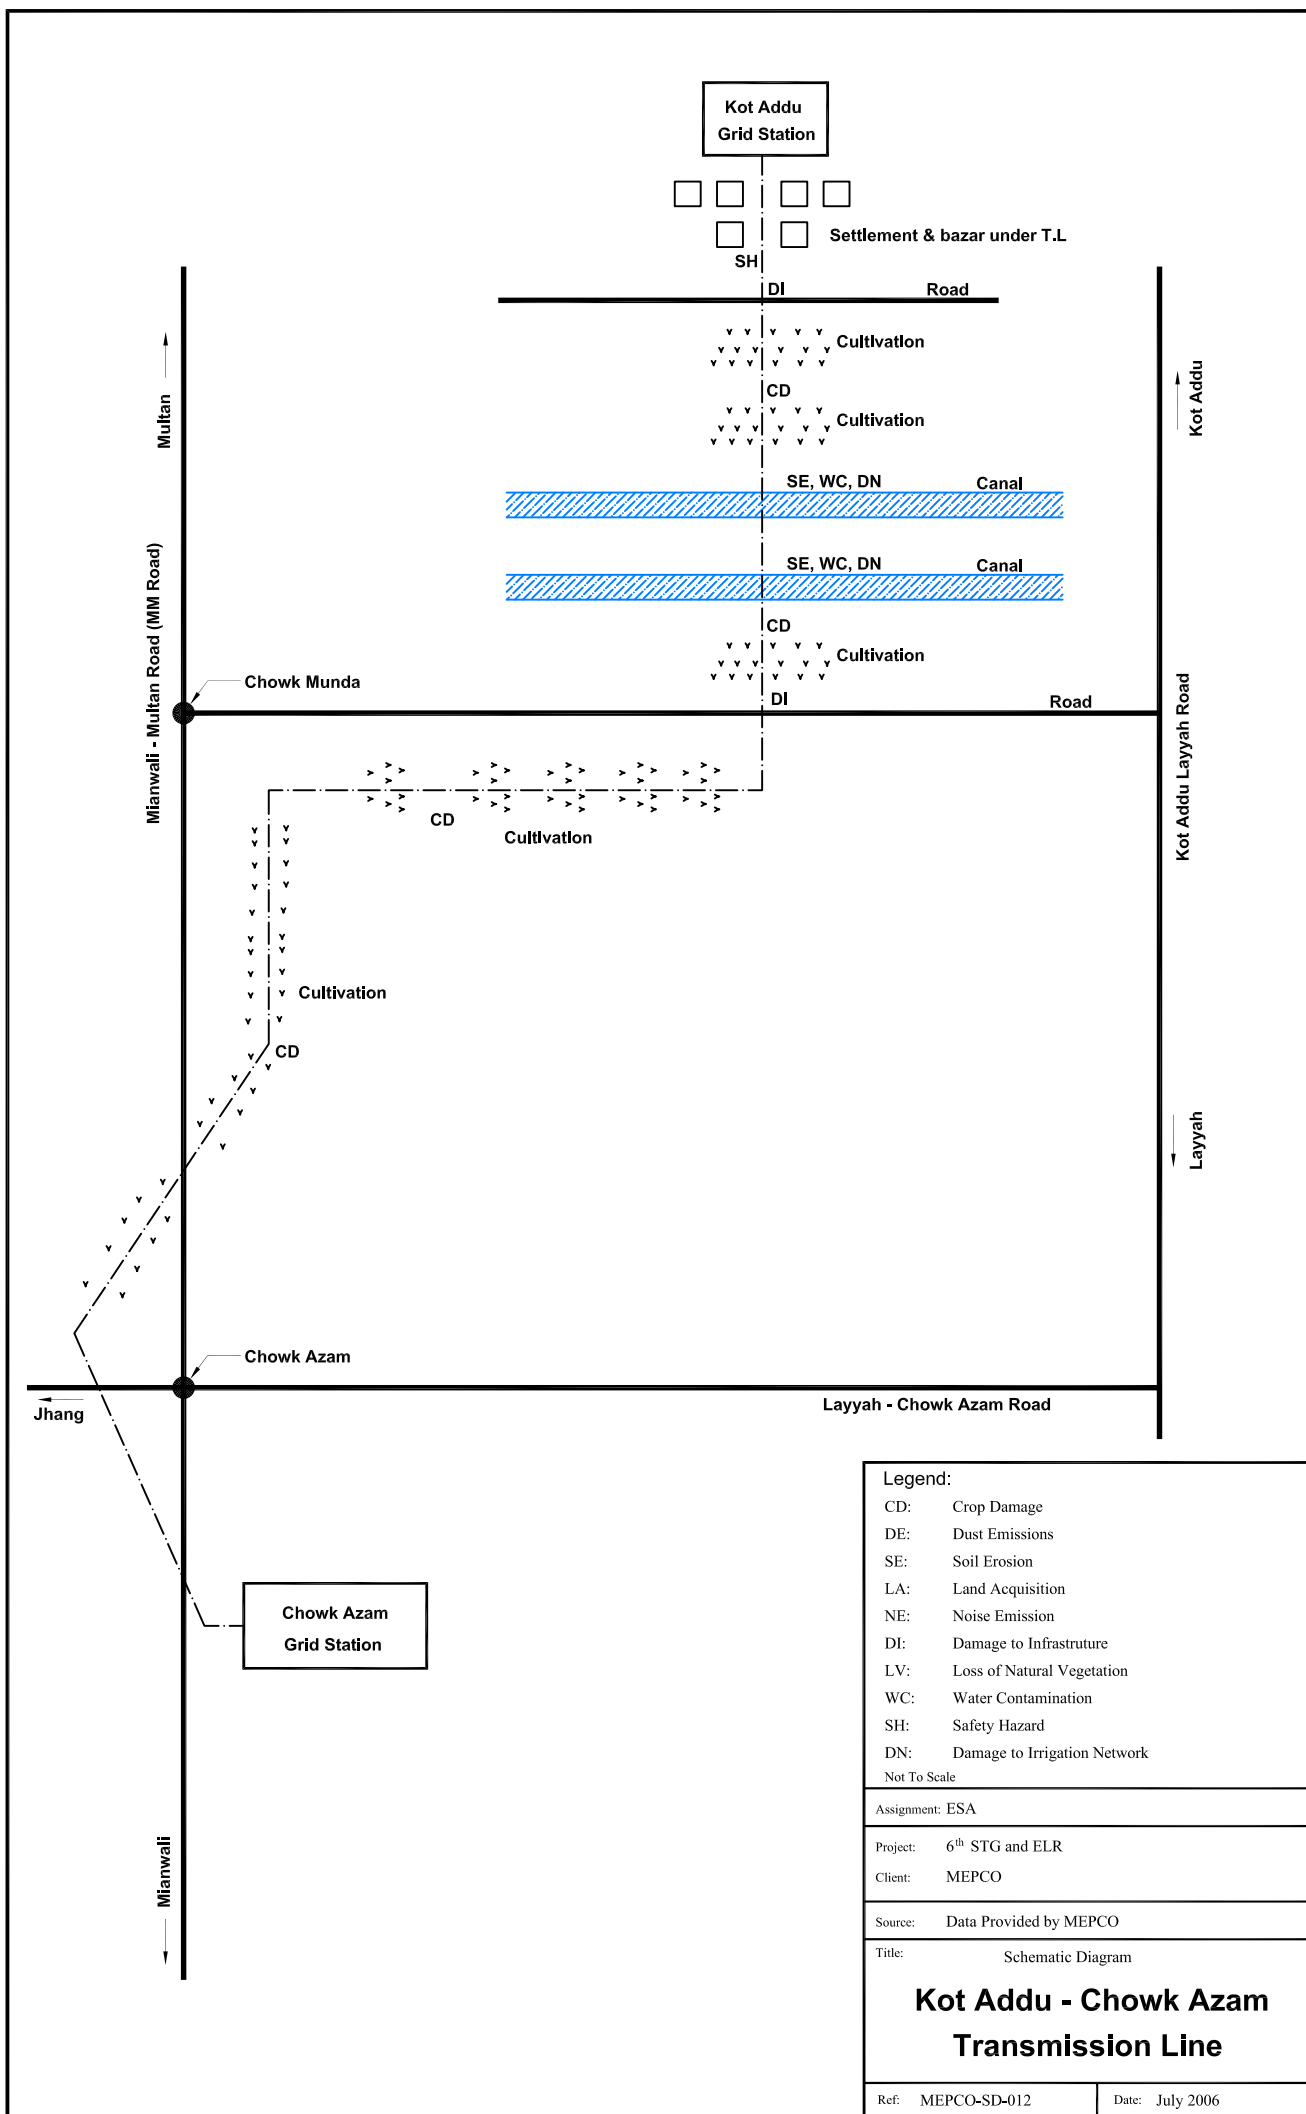 Kot Addu
Grid Station
Settlement & bazar under T.L
SH
DI
Road
Cultivation
CD
Cultivation
Multan
Kot Addu
SE, WC, DN
Canal
SE, WC, DN
Canal
CD
Cultivation
Mianwali - Multan Road (MM Road)
Chowk Munda
DI
Road
Kot Addu Layyah Road
CD
Cultivation
Cultivation
CD
Layyah
Chowk Azam
Jhang
Layyah - Chowk Azam Road
Chowk Azam
Grid Station
Mianwali
Legend:
CD: Crop Damage
DE: Dust Emissions
SE: Soil Erosion
LA: Land Acquisition
NE: Noise Emission
DI: Damage to Infrastruture
LV: Loss of Natural Vegetation
WC: Water Contamination
SH: Safety Hazard
DN: Damage to Irrigation Network
Not To Scale
Assignment: ESA
Project: 6th STG and ELR
Client: MEPCO
Source: Data Provided by MEPCO
Title: Schematic Diagram
Kot Addu - Chowk Azam
Transmission Line
Ref: MEPCO-SD-012
Date: July 2006